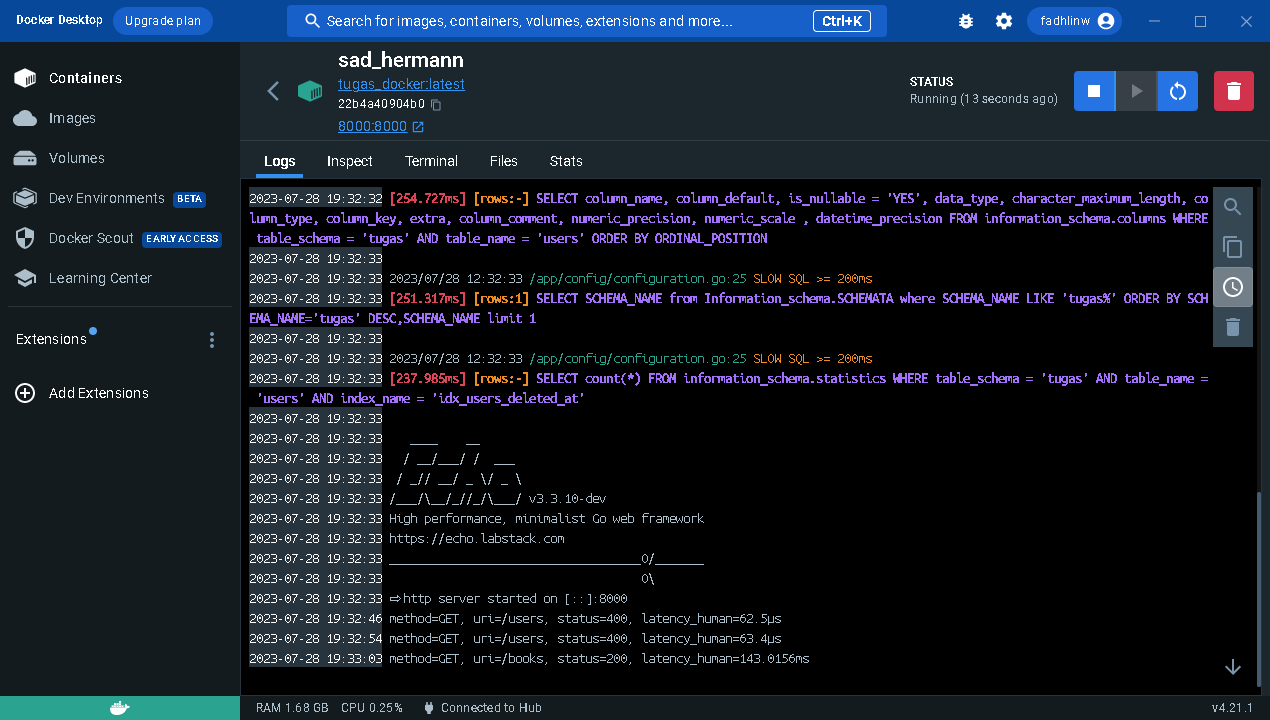 Docker Desktop
Upgrade plan
Search for images, containers, volumes, extensions and more...
Ctrl+K
fadhlinw
Containers
Images
Volumes
Dev Environments BETA
Docker Scout EARLY ACCESS
Learning Center
Extensions
Add Extensions
sad_hermann
tugas_docker:latest
22b4a40904b0
8000:8000
STATUS
Running (13 seconds ago)
Logs Inspect Terminal Files Stats
2023-07-28 19:32:32 [254.727ms] [rows:-] SELECT column_name, column_default, is_nullable = 'YES', data_type, character_maximum_length, co
lumn_type, column_key, extra, column_comment, numeric_precision, numeric_scale , datetime_precision FROM information_schema.columns WHERE
table_schema = 'tugas' AND table_name = 'users' ORDER BY ORDINAL_POSITION
2023-07-28 19:32:33
2023-07-28 19:32:33 2023/07/28 12:32:33 /app/config/configuration.go:25 SLOW SQL >= 200ms
2023-07-28 19:32:33 [251.317ms] [rows:1] SELECT SCHEMA_NAME from Information_schema.SCHEMATA where SCHEMA_NAME LIKE 'tugas%' ORDER BY SCH
EMA_NAME='tugas' DESC,SCHEMA_NAME limit 1
2023-07-28 19:32:33
2023-07-28 19:32:33 2023/07/28 12:32:33 /app/config/configuration.go:25 SLOW SQL >= 200ms
2023-07-28 19:32:33 [237.985ms] [rows:-] SELECT count(*) FROM information_schema.statistics WHERE table_schema = 'tugas' AND table_name =
'users' AND index_name = 'idx_users_deleted_at'
2023-07-28 19:32:33
2023-07-28 19:32:33    ____    __
2023-07-28 19:32:33   / __/___/ /  ___
2023-07-28 19:32:33  / _// __/ _ \/ _ \
2023-07-28 19:32:33 /___/\__/_//_/\___/ v3.3.10-dev
2023-07-28 19:32:33 High performance, minimalist Go web framework
2023-07-28 19:32:33 https://echo.labstack.com
2023-07-28 19:32:33 ____________________________________O/_______
2023-07-28 19:32:33                                     O\
2023-07-28 19:32:33 ⇨ http server started on [::]:8000
2023-07-28 19:32:46 method=GET, uri=/users, status=400, latency_human=62.5µs
2023-07-28 19:32:54 method=GET, uri=/users, status=400, latency_human=63.4µs
2023-07-28 19:33:03 method=GET, uri=/books, status=200, latency_human=143.0156ms
RAM 1.68 GB CPU 0.25% Connected to Hub
v4.21.1